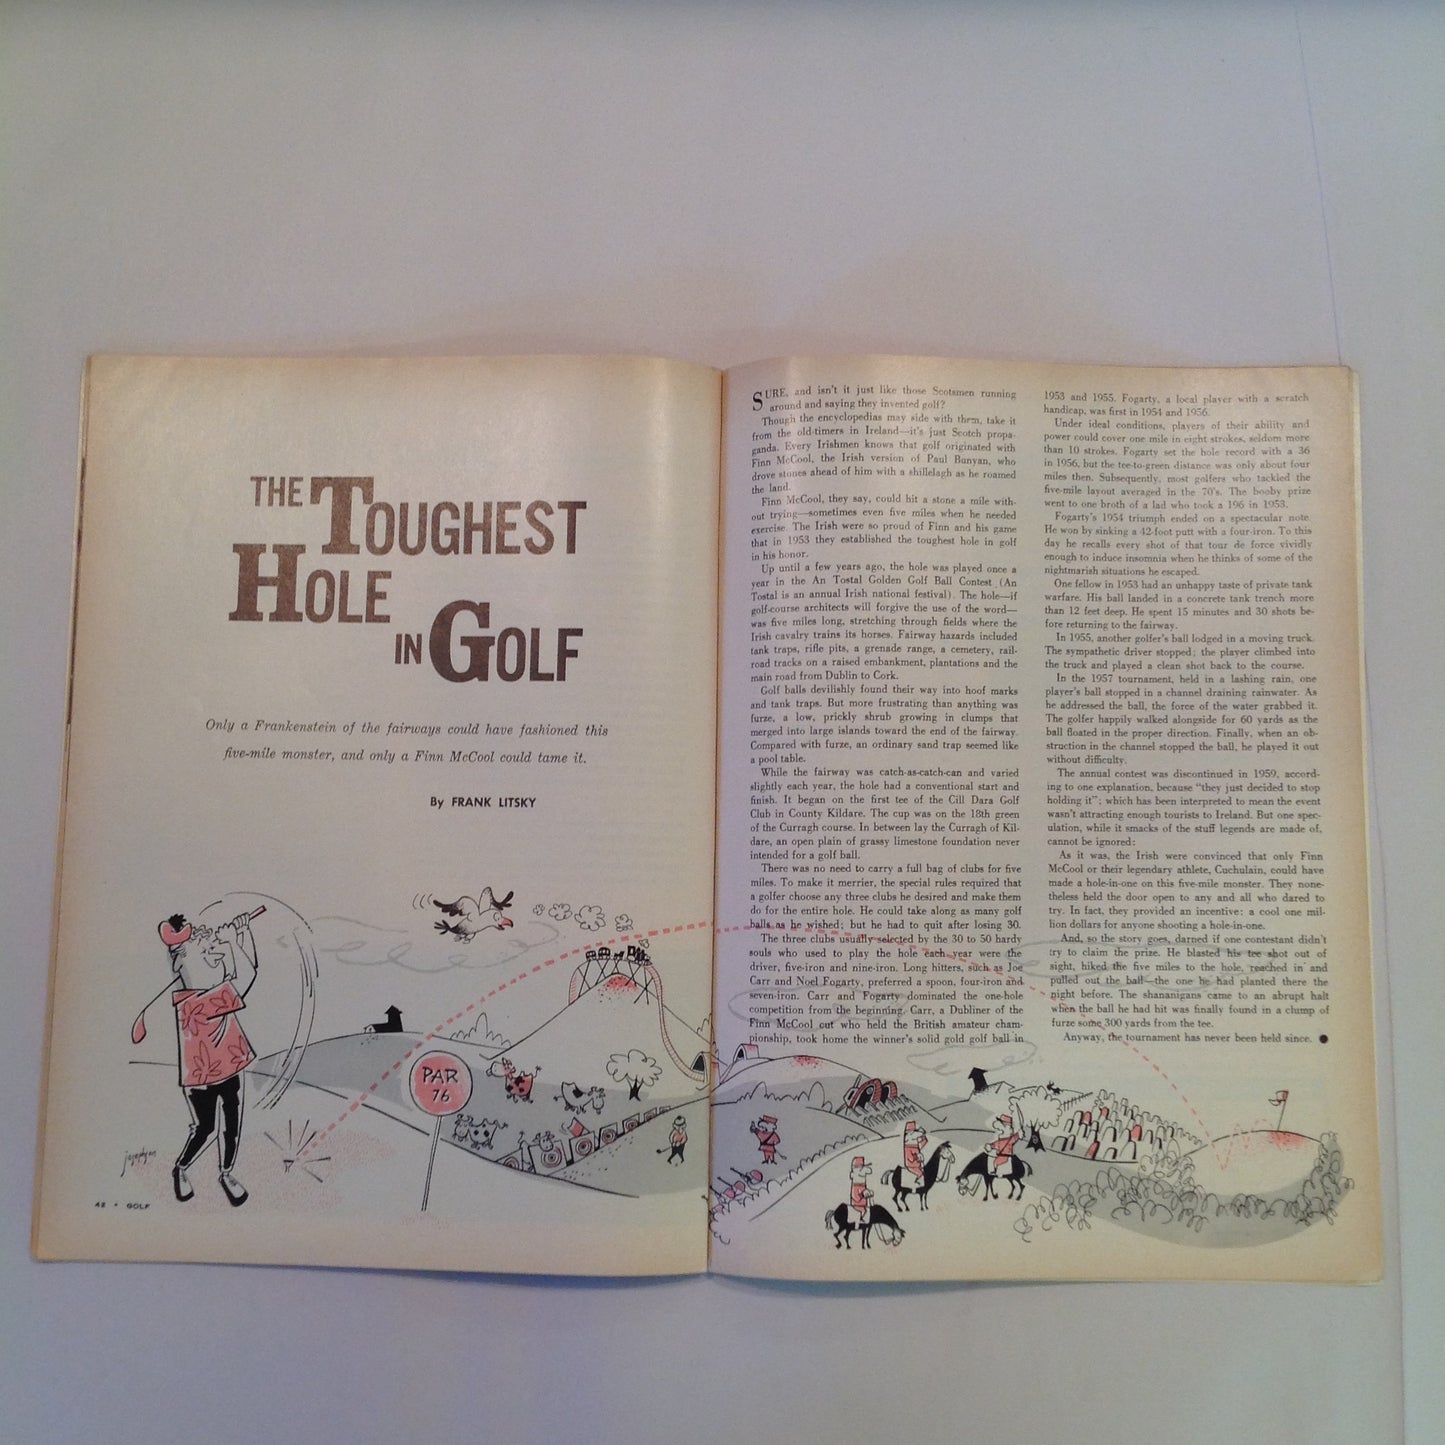 THE TOUGHEST
HOLE
IN GOLF
Only a Frankenstein of the fairways could have fashioned this
five-mile monster, and only a Finn McCool could tame it.
By FRANK LITSKY
PAR
76
42 • GOLF
SURE, and isn't it just like those Scotsmen running
around and saying they invented golf?
Though the encyclopedias may side with them, take it
from the old-timers in Ireland—it's just Scotch propa-
ganda. Every Irishmen knows that golf originated with
Finn McCool, the Irish version of Paul Bunyan, who
drove stones ahead of him with a shillelagh as he roamed
the land.
Finn McCool, they say, could hit a stone a mile with-
out trying—sometimes even five miles when he needed
exercise. The Irish were so proud of Finn and his game
that in 1953 they established the toughest hole in golf
in his honor.
Up until a few years ago, the hole was played once a
year in the An Tostal Golden Golf Ball Contest (An
Tostal is an annual Irish national festival). The hole—if
golf-course architects will forgive the use of the word—
was five miles long, stretching through fields where the
Irish cavalry trains its horses. Fairway hazards included
tank traps, rifle pits, a grenade range, a cemetery, rail-
road tracks on a raised embankment, plantations and the
main road from Dublin to Cork.
Golf balls devilishly found their way into hoof marks
and tank traps. But more frustrating than anything was
furze, a low, prickly shrub growing in clumps that
merged into large islands toward the end of the fairway.
Compared with furze, an ordinary sand trap seemed like
a pool table.
While the fairway was catch-as-catch-can and varied
slightly each year, the hole had a conventional start and
finish. It began on the first tee of the Cill Dara Golf
Club in County Kildare. The cup was on the 18th green
of the Curragh course. In between lay the Curragh of Kil-
dare, an open plain of grassy limestone foundation never
intended for a golf ball.
There was no need to carry a full bag of clubs for five
miles. To make it merrier, the special rules required that
a golfer choose any three clubs he desired and make them
do for the entire hole. He could take along as many golf
balls as he wished; but he had to quit after losing 30.
The three clubs usually selected by the 30 to 50 hardy
souls who used to play the hole each year were the
driver, five-iron and nine-iron. Long hitters, such as Joe
Carr and Noel Fogarty, preferred a spoon, four-iron and
seven-iron. Carr and Fogarty dominated the one-hole
competition from the beginning. Carr, a Dubliner of the
Finn McCool cut who held the British amateur cham-
pionship, took home the winner's solid gold golf ball in
1953 and 1955. Fogarty, a local player with a scratch
handicap, was first in 1954 and 1956.
Under ideal conditions, players of their ability and
power could cover one mile in eight strokes, seldom more
than 10 strokes. Fogarty set the hole record with a 36
in 1956, but the tee-to-green distance was only about four
miles then. Subsequently, most golfers who tackled the
five-mile layout averaged in the 70's. The booby prize
went to one broth of a lad who took a 196 in 1953.
Fogarty's 1954 triumph ended on a spectacular note.
He won by sinking a 42-foot putt with a four-iron. To this
day he recalls every shot of that tour de force vividly
enough to induce insomnia when he thinks of some of the
nightmarish situations he escaped.
One fellow in 1953 had an unhappy taste of private tank
warfare. His ball landed in a concrete tank trench more
than 12 feet deep. He spent 15 minutes and 30 shots be-
fore returning to the fairway.
In 1955, another golfer's ball lodged in a moving truck.
The sympathetic driver stopped; the player climbed into
the truck and played a clean shot back to the course.
In the 1957 tournament, held in a lashing rain, one
player's ball stopped in a channel draining rainwater. As
he addressed the ball, the force of the water grabbed it.
The golfer happily walked alongside for 60 yards as the
ball floated in the proper direction. Finally, when an ob-
struction in the channel stopped the ball, he played it out
without difficulty.
The annual contest was discontinued in 1959, accord-
ing to one explanation, because "they just decided to stop
holding it"; which has been interpreted to mean the event
wasn't attracting enough tourists to Ireland. But one spec-
ulation, while it smacks of the stuff legends are made of,
cannot be ignored:
As it was, the Irish were convinced that only Finn
McCool or their legendary athlete, Cuchulain, could have
made a hole-in-one on this five-mile monster. They none-
theless held the door open to any and all who dared to
try. In fact, they provided an incentive: a cool one mil-
lion dollars for anyone shooting a hole-in-one.
And, so the story goes, darned if one contestant didn't
try to claim the prize. He blasted his tee shot out of
sight, hiked the five miles to the hole, reached in and
pulled out the ball—the one he had planted there the
night before. The shananigans came to an abrupt halt
when the ball he had hit was finally found in a clump of
furze some 300 yards from the tee.
Anyway, the tournament has never been held since. ●